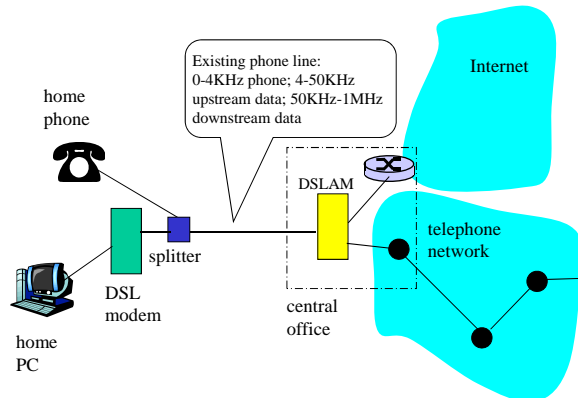 Existing phone line:
0-4KHz phone; 4-50KHz
upstream data; 50KHz-1MHz
downstream data
Internet
home
phone
DSLAM
telephone
network
splitter
DSL
modem
central
office
home
PC